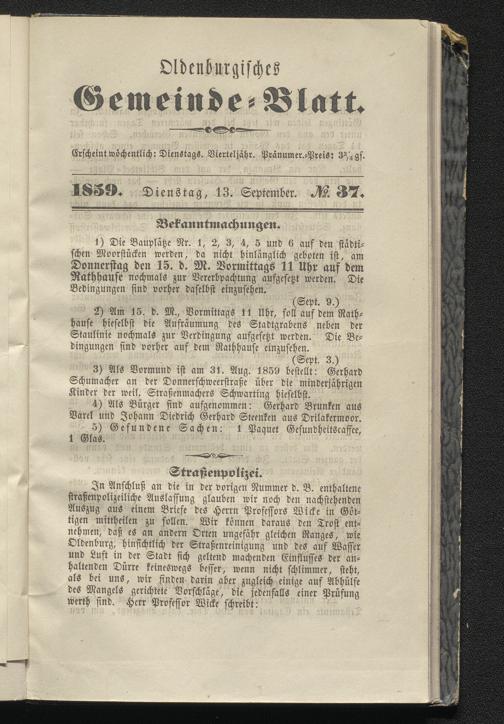 Oldenburgisches
Gemeinde-Blatt.
Erscheint wöchentlich: Dienstags. Vierteljähr. Pränumer.-Preis: 3¾ gſ.
1859. Dienstag, 13. September. №. 37.
Bekanntmachungen.
1) Die Bauplätze Nr. 1, 2, 3, 4, 5 und 6 auf den städti-
schen Moorstücken werden, da nicht hinlänglich geboten ist, am
Donnerstag den 15. d. M. Vormittags 11 Uhr auf dem
Rathhause nochmals zur Vererbpachtung aufgesetzt werden. Die
Bedingungen sind vorher daselbst einzusehen.
(Sept. 9.)
2) Am 15. d. M., Vormittags 11 Uhr, soll auf dem Rath-
hause hieselbst die Aufräumung des Stadtgrabens neben der
Staulinie nochmals zur Verdingung aufgesetzt werden. Die Be-
dingungen sind vorher auf dem Rathhause einzusehen.
(Sept. 3.)
3) Als Vormund ist am 31. Aug. 1859 bestellt: Gerhard
Schumacher an der Donnerschweerstraße über die minderjährigen
Kinder der weil. Straßenmachers Schwarting hieselbst.
4) Als Bürger sind aufgenommen: Gerhard Brunken aus
Varel und Johann Diedrich Gerhard Steenken aus Drilakermoor.
5) Gefundene Sachen: 1 Paquet Gesundheitscaffee,
1 Glas.
Straßenpolizei.
In Anschluß an die in der vorigen Nummer d. B. enthaltene
straßenpolizeiliche Auslassung glauben wir noch den nachstehenden
Auszug aus einem Briefe des Herrn Professors Wicke in Göt-
tigen mittheilen zu sollen. Wir können daraus den Trost ent-
nehmen, daß es an andern Orten ungefähr gleichen Ranges, wie
Oldenburg, hinsichtlich der Straßenreinigung und des auf Wasser
und Luft in der Stadt sich geltend machenden Einflusses der an-
haltenden Dürre keineswegs besser, wenn nicht schlimmer, steht,
als bei uns, wir finden darin aber zugleich einige auf Abhülfe
des Mangels gerichtete Vorschläge, die jedenfalls einer Prüfung
werth sind. Herr Professor Wicke schreibt: